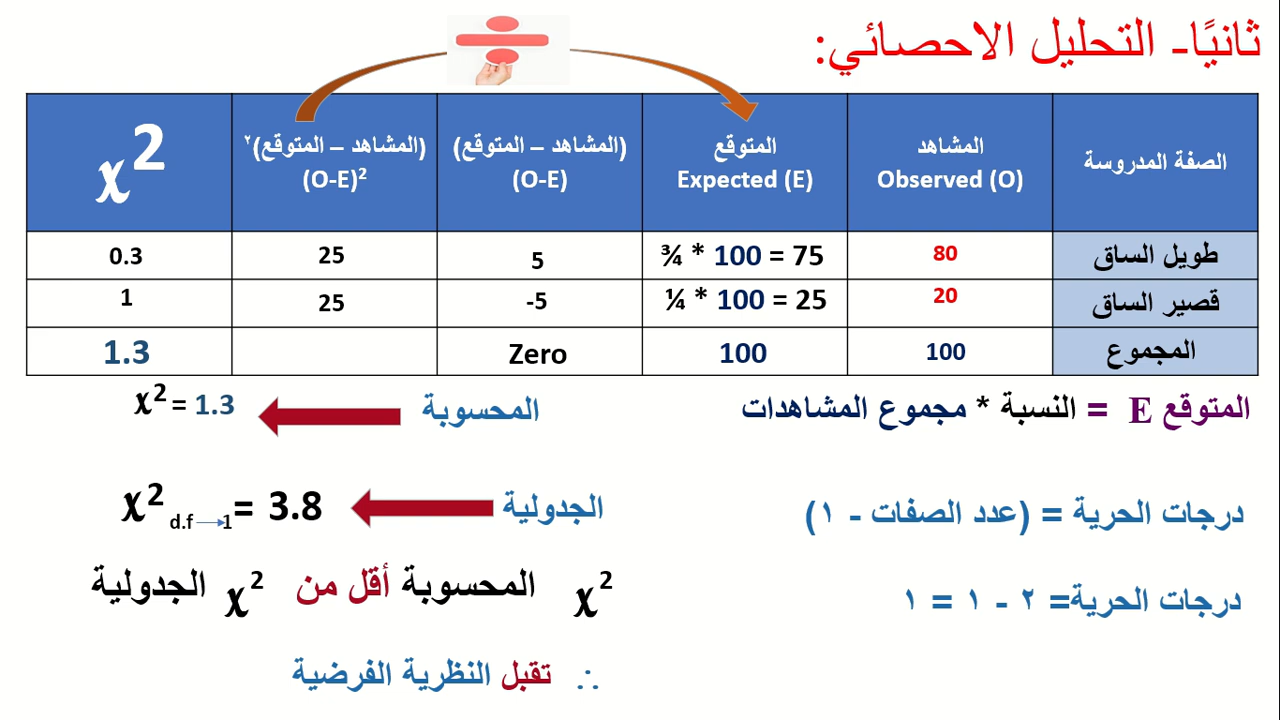 ثانيًا- التحليل الاحصائي:
الصفة المدروسة
المشاهد
Observed (O)
المتوقع
Expected (E)
(المشاهد – المتوقع)
(O-E)
(المشاهد – المتوقع)٢
(O-E)²
χ²
طويل الساق
80
¾ * 100 = 75
5
25
0.3
قصير الساق
20
¼ * 100 = 25
-5
25
1
المجموع
100
100
Zero
1.3
المتوقع E = النسبة * مجموع المشاهدات
المحسوبة
χ² = 1.3
درجات الحرية = (عدد الصفات - ١)
الجدولية
χ² d.f → 1 = 3.8
درجات الحرية= ٢ - ١ = ١
χ² المحسوبة أقل من χ² الجدولية
∴ تقبل النظرية الفرضية